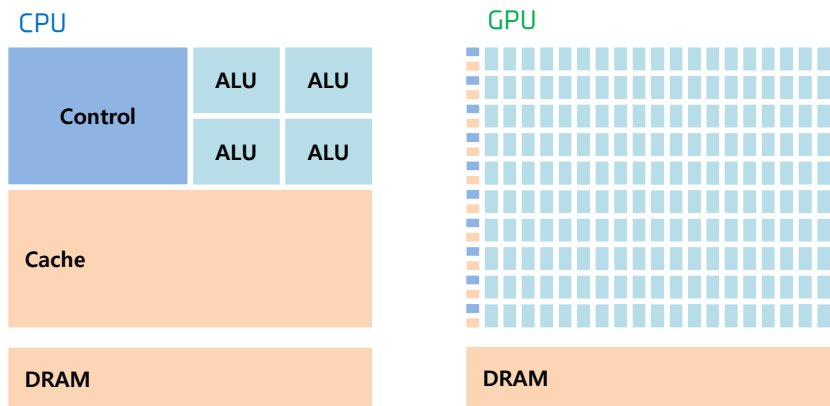 CPU
GPU
Control
ALU
ALU
ALU
ALU
Cache
DRAM
DRAM